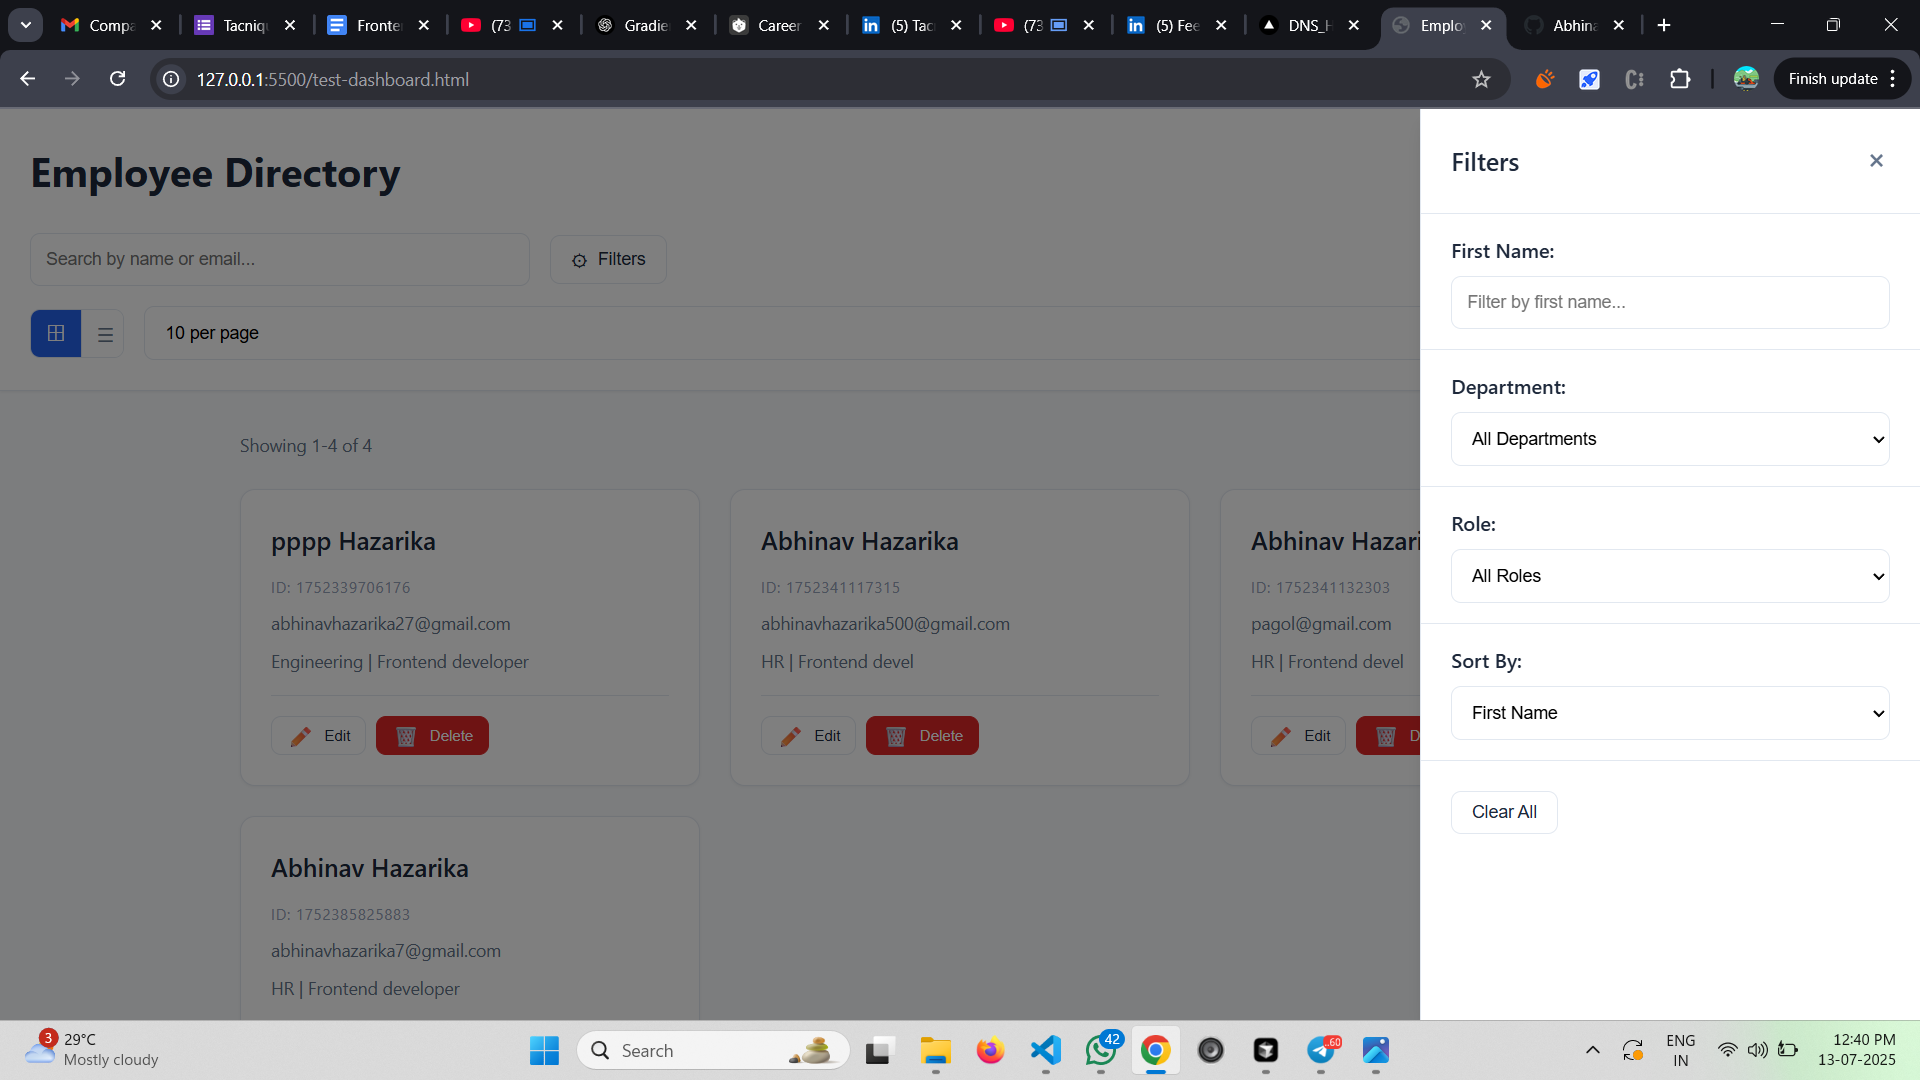 Compa
Tacniqu
Fronte
(73
Gradie
Career
(5) Tac
(73
(5) Fee
DNS_H
Emplo
Abhina
127.0.0.1:5500/test-dashboard.html
Finish update
Employee Directory
Search by name or email...
Filters
10 per page
Showing 1-4 of 4
pppp Hazarika
ID: 1752339706176
abhinavhazarika27@gmail.com
Engineering | Frontend developer
Edit
Delete
Abhinav Hazarika
ID: 1752341117315
abhinavhazarika500@gmail.com
HR | Frontend devel
Edit
Delete
Abhinav Hazari
ID: 1752341132303
pagol@gmail.com
HR | Frontend devel
Edit
D
Abhinav Hazarika
ID: 1752385825883
abhinavhazarika7@gmail.com
HR | Frontend developer
Filters
First Name:
Filter by first name...
Department:
All Departments
Role:
All Roles
Sort By:
First Name
Clear All
3
29°C
Mostly cloudy
Search
42
.60
ENG
IN
12:40 PM
13-07-2025